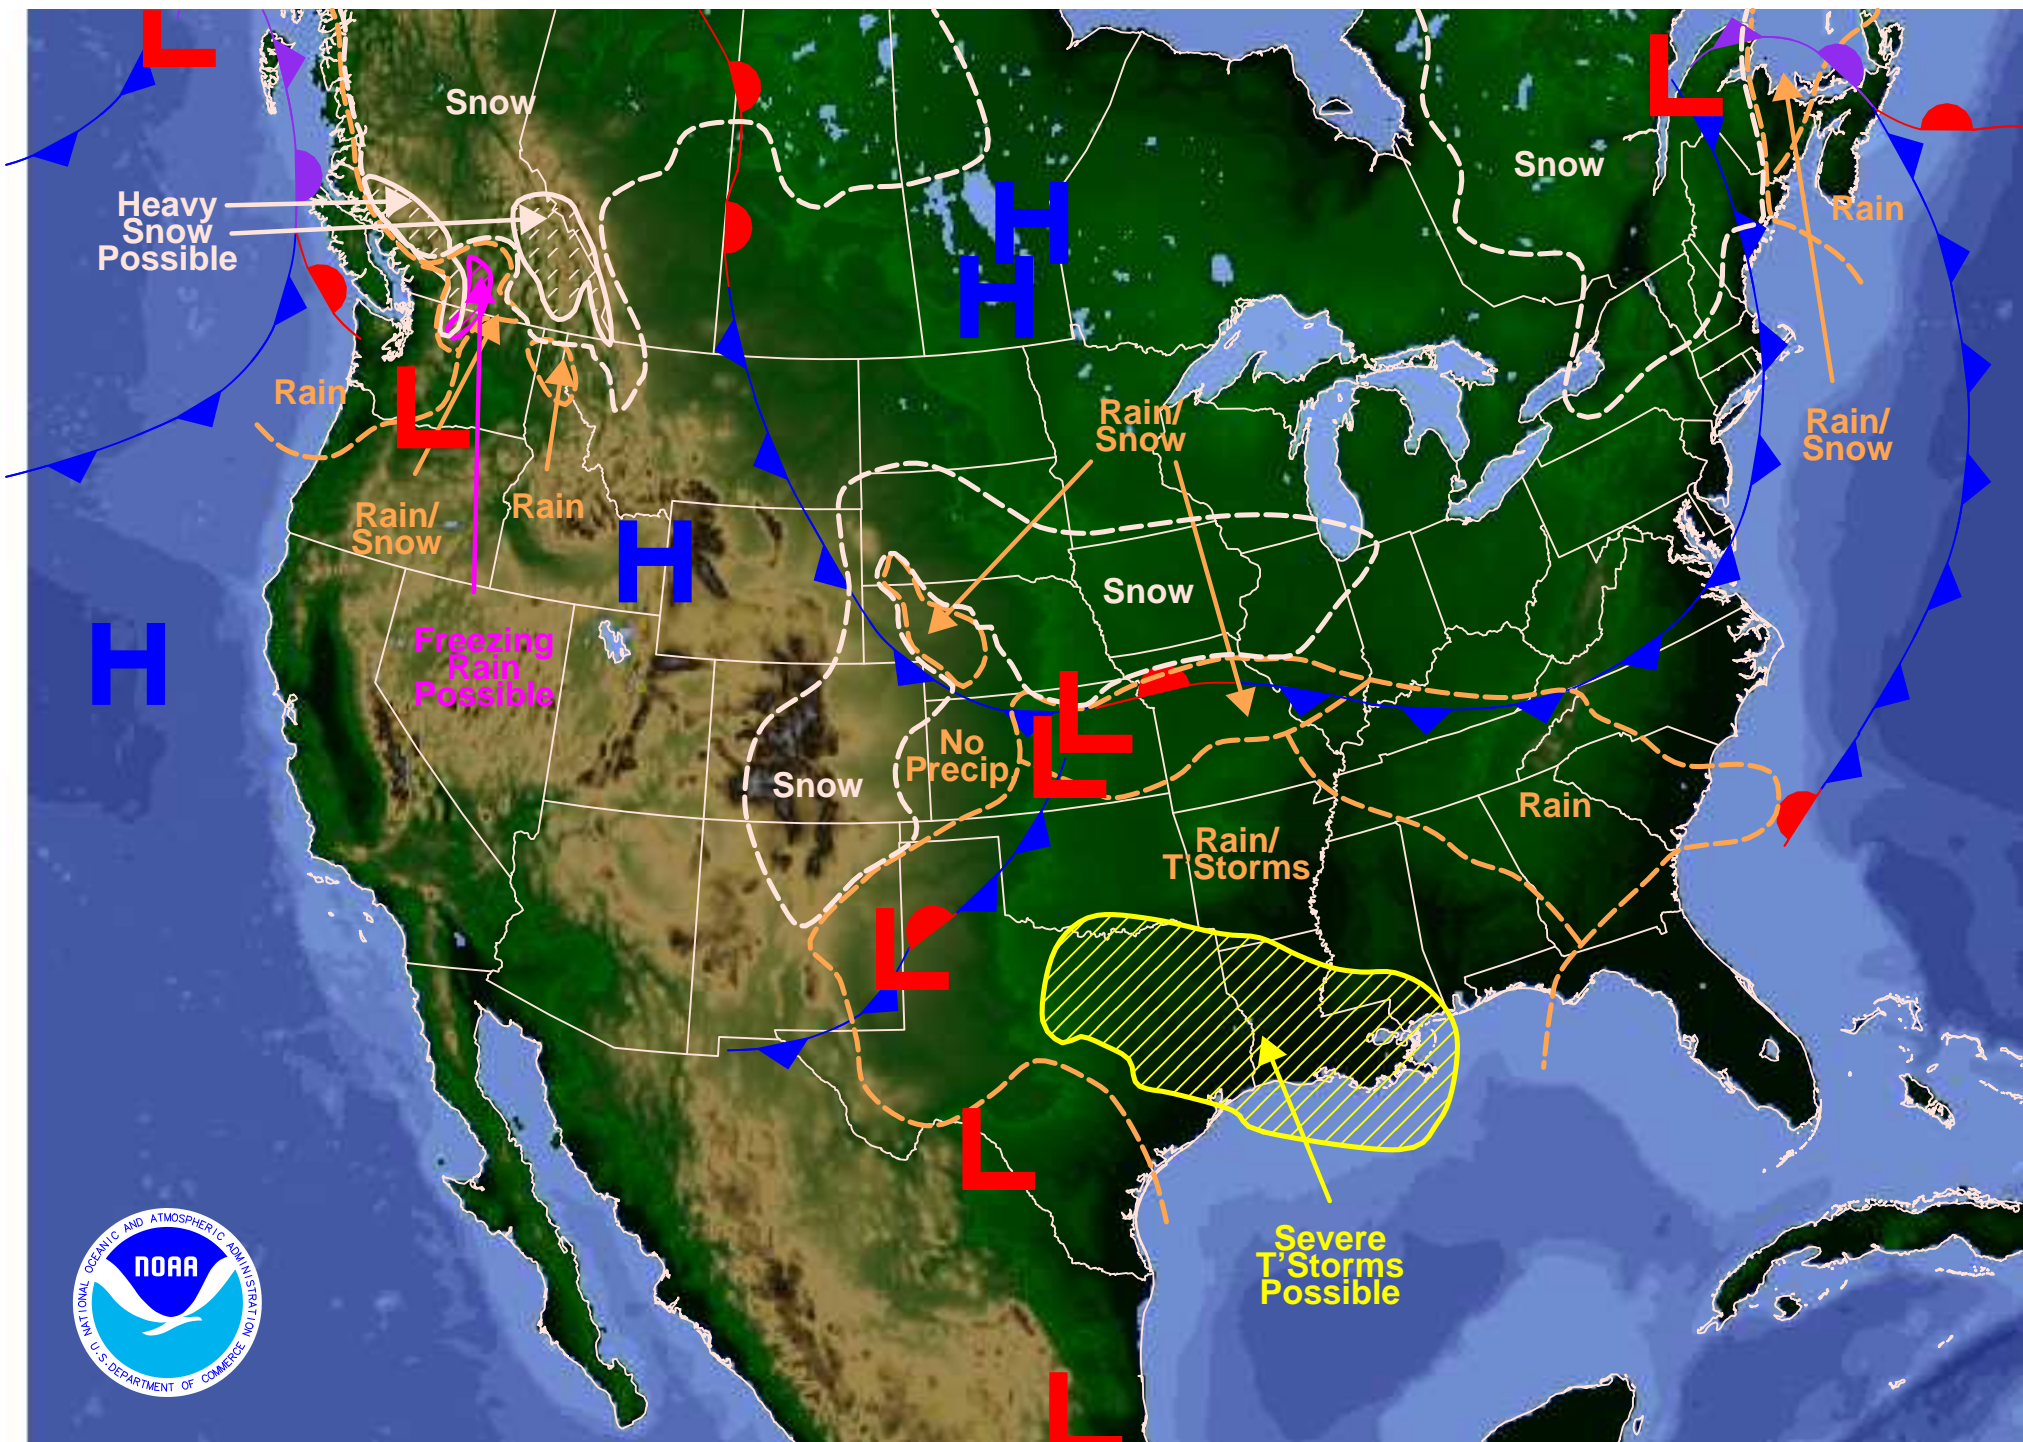 L
L
Snow
Snow
Heavy
Snow
Possible
H
Rain
H
Rain
L
Rain/
Snow
Rain/
Snow
Rain/
Snow
Rain
H
Snow
H
Freezing
Rain
Possible
L
L
No
Precip.
Snow
Rain
Rain/
T'Storms
L
L
Severe
T'Storms
Possible
L
NATIONAL OCEANIC AND ATMOSPHERIC ADMINISTRATION
NOAA
U.S. DEPARTMENT OF COMMERCE